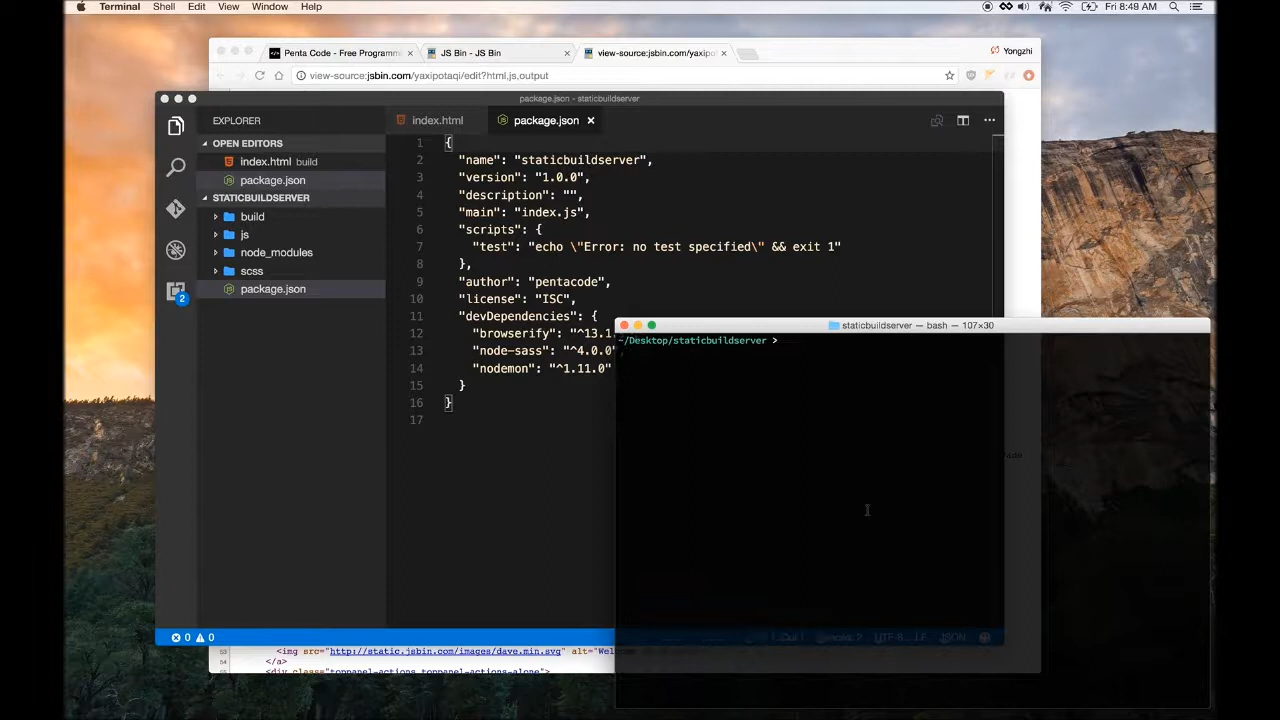 Terminal Shell Edit View Window Help
Fri 8:49 AM
Penta Code - Free Programm
JS Bin - JS Bin
view-source:jsbin.com/yaxipo
Yongzhi
view-source:jsbin.com/yaxipotaqi/edit?html,js,output
package.json - staticbuildserver
EXPLORER
index.html
package.json
OPEN EDITORS
index.html build
package.json
STATICBUILDSERVER
build
js
node_modules
scss
package.json
2
1 {
2 "name": "staticbuildserver",
3 "version": "1.0.0",
4 "description": "",
5 "main": "index.js",
6 "scripts": {
7 "test": "echo \"Error: no test specified\" && exit 1"
8 },
9 "author": "pentacode",
10 "license": "ISC",
11 "devDependencies": {
12 "browserify": "^13.1.
13 "node-sass": "^4.0.0"
14 "nodemon": "^1.11.0"
15 }
16 }
17
staticbuildserver — bash — 107×30
~/Desktop/staticbuildserver >
0 0
UTF-8 LF JSON
53 <img src="http://static.jsbin.com/images/dave.min.svg" alt="Wel
54 </a>
55 <div class="toppanel-actions toppanel-actions-alone">